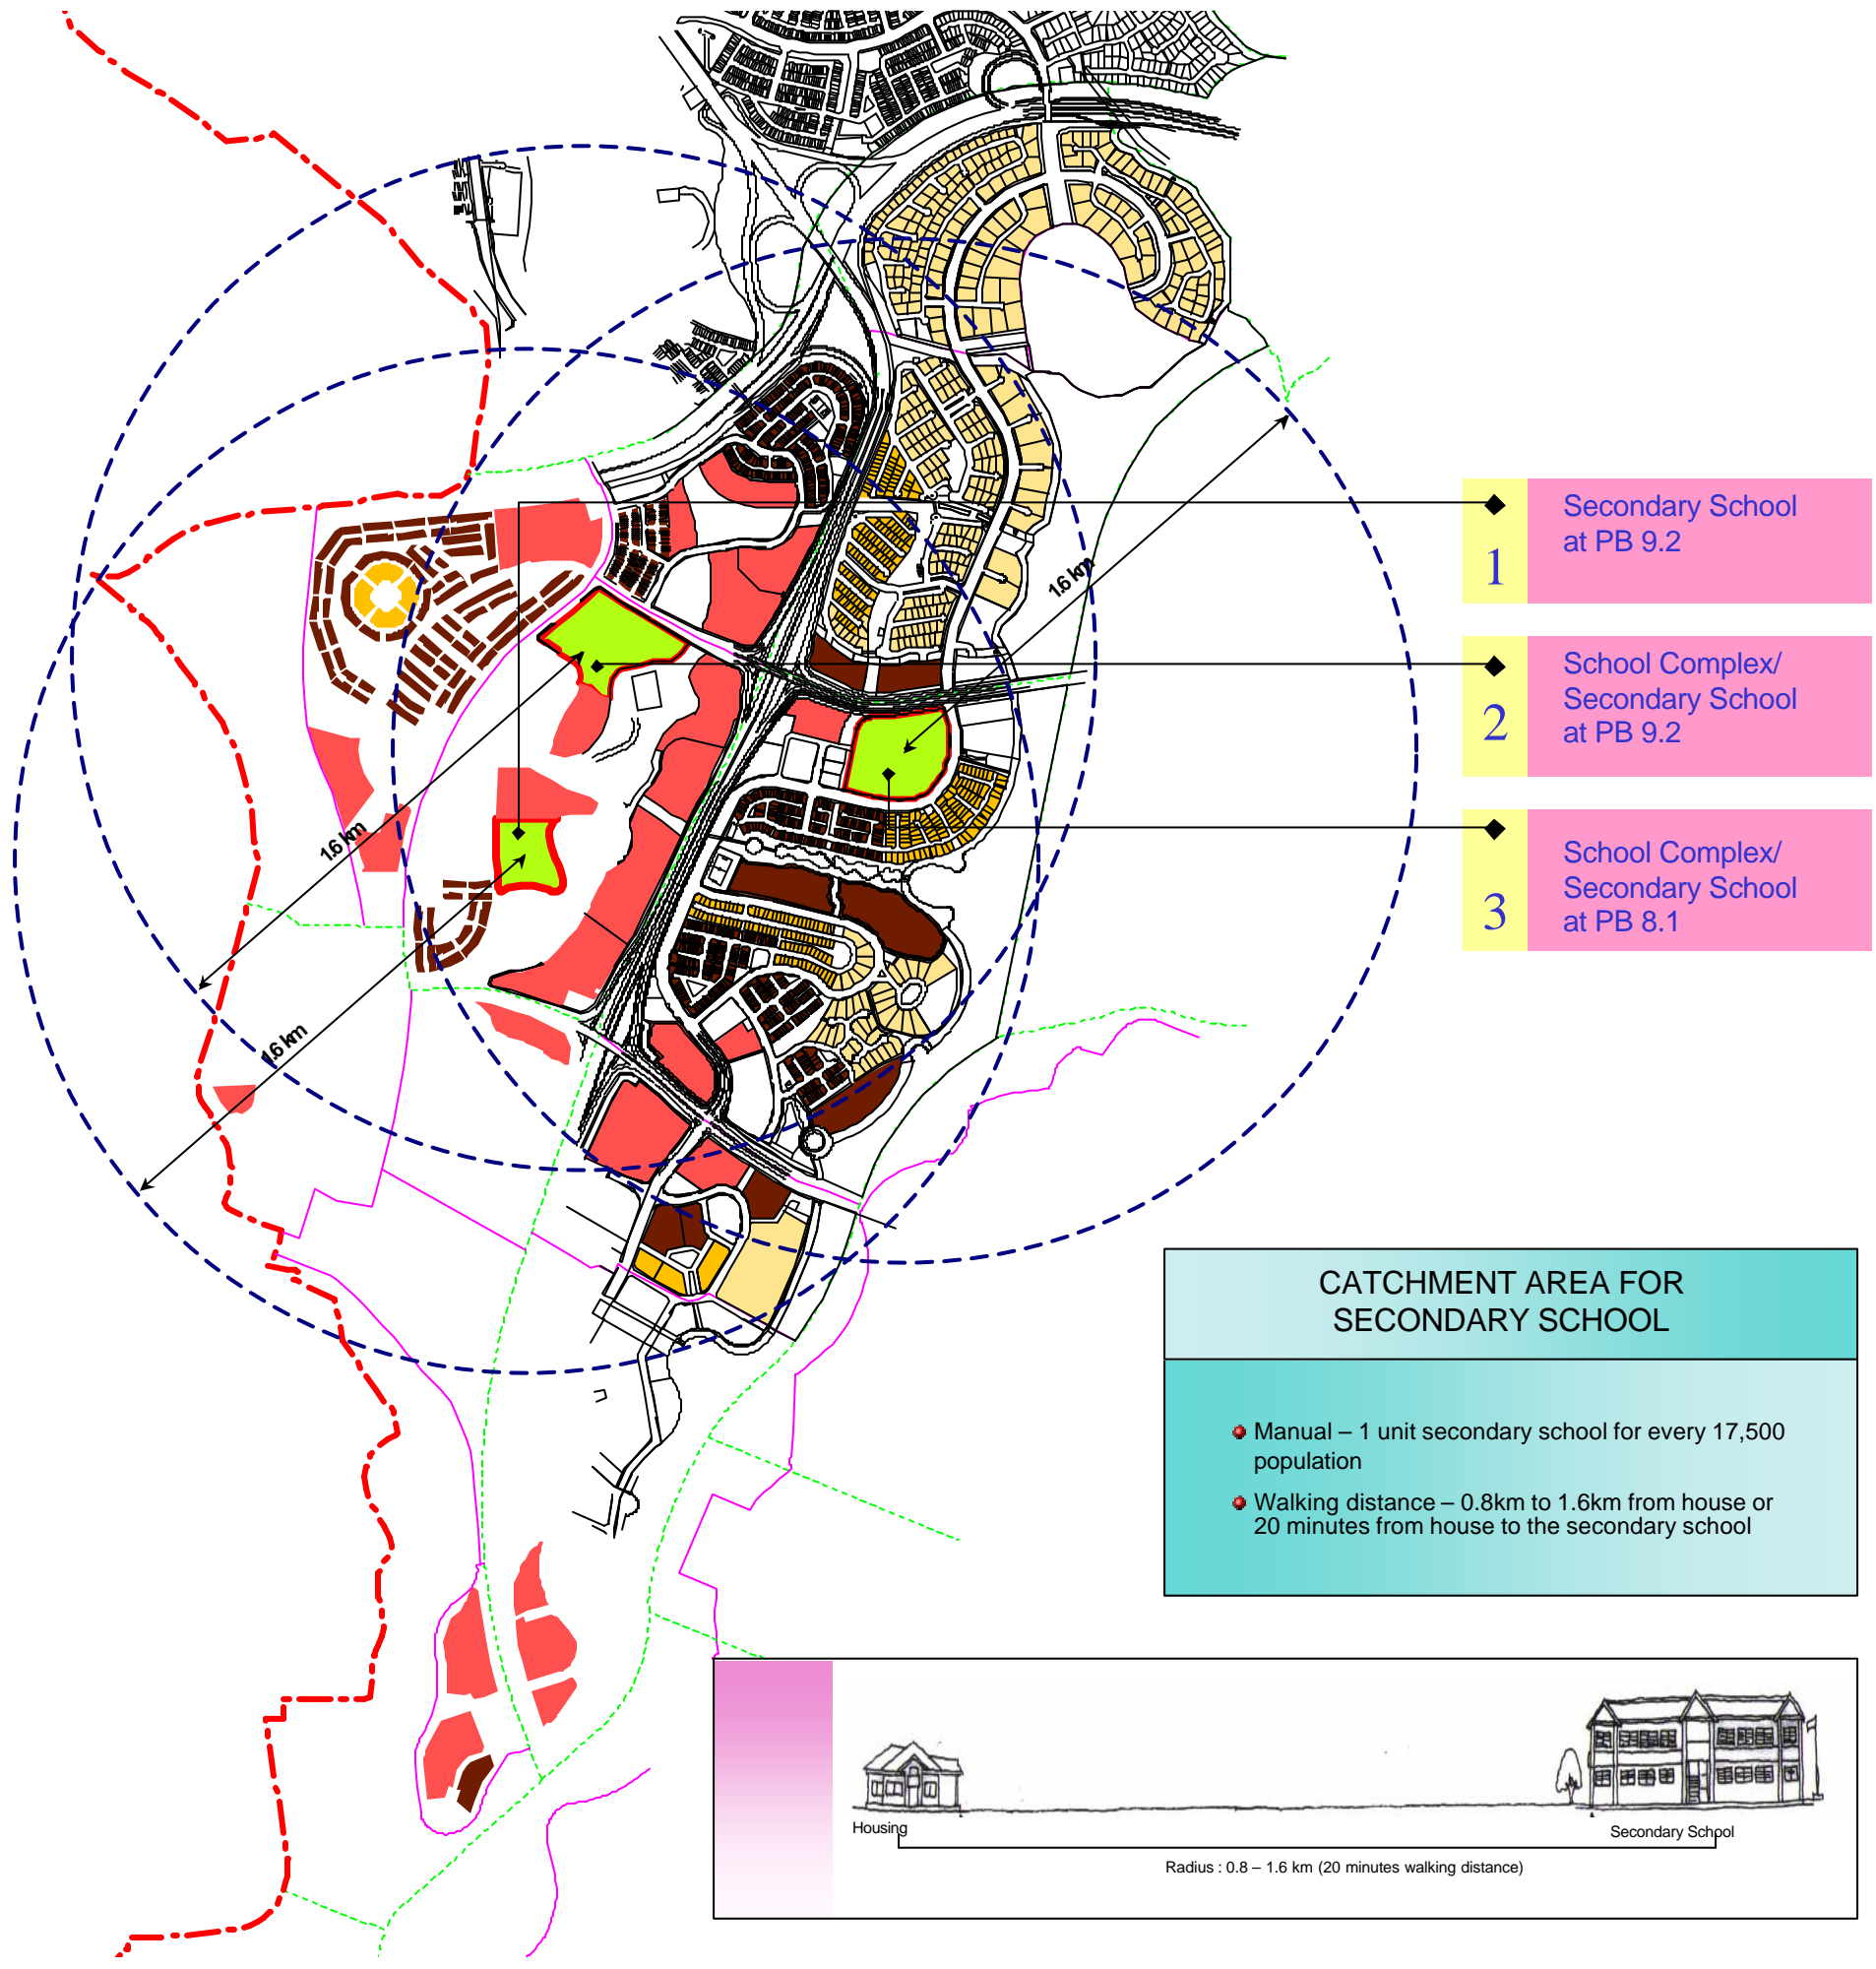 1.6 km
1.6 km
1.6 km
1
Secondary School
at PB 9.2
2
School Complex/
Secondary School
at PB 9.2
3
School Complex/
Secondary School
at PB 8.1
CATCHMENT AREA FOR
SECONDARY SCHOOL
Manual – 1 unit secondary school for every 17,500
population
Walking distance – 0.8km to 1.6km from house or
20 minutes from house to the secondary school
Housing
Secondary School
Radius : 0.8 – 1.6 km (20 minutes walking distance)